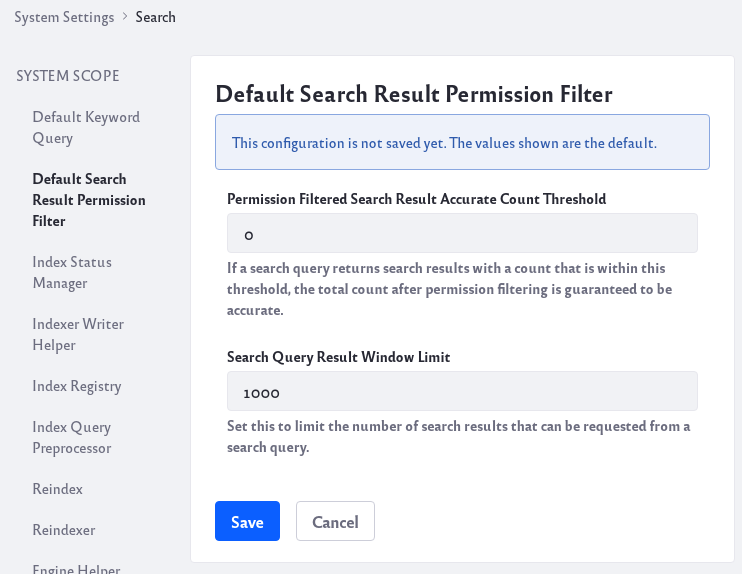 System Settings > Search
SYSTEM SCOPE
Default Keyword
Query
Default Search
Result Permission
Filter
Index Status
Manager
Indexer Writer
Helper
Index Registry
Index Query
Preprocessor
Reindex
Reindexer
Engine Helper
Default Search Result Permission Filter
This configuration is not saved yet. The values shown are the default.
Permission Filtered Search Result Accurate Count Threshold
0
If a search query returns search results with a count that is within this
threshold, the total count after permission filtering is guaranteed to be
accurate.
Search Query Result Window Limit
1000
Set this to limit the number of search results that can be requested from a
search query.
Save Cancel